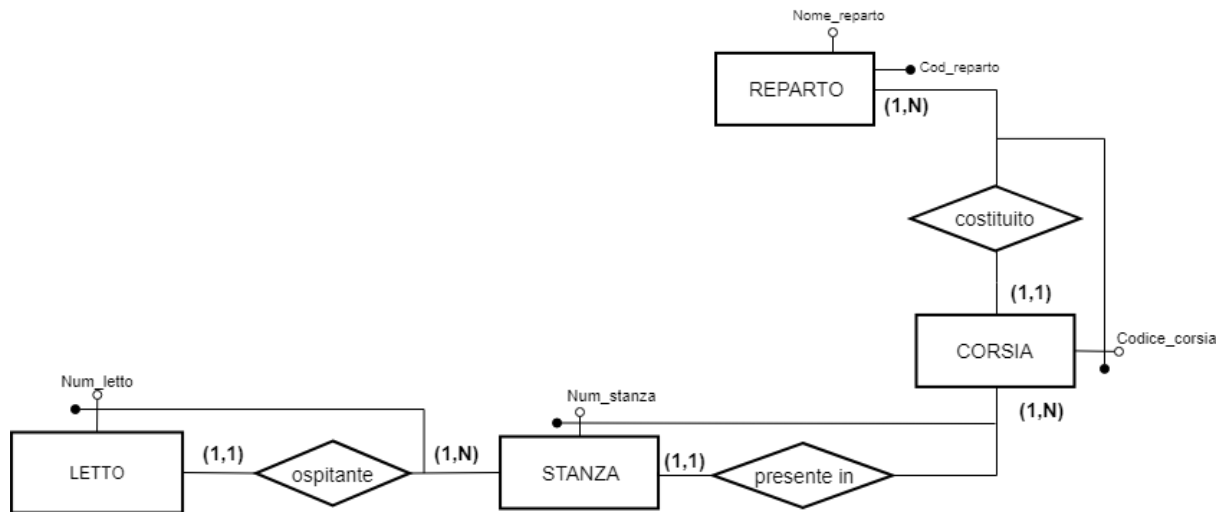 Nome_reparto
Cod_reparto
REPARTO
(1,N)
costituito
(1,1)
Codice_corsia
CORSIA
(1,N)
Num_letto
Num_stanza
LETTO
(1,1)
ospitante
(1,N)
STANZA
(1,1)
presente in